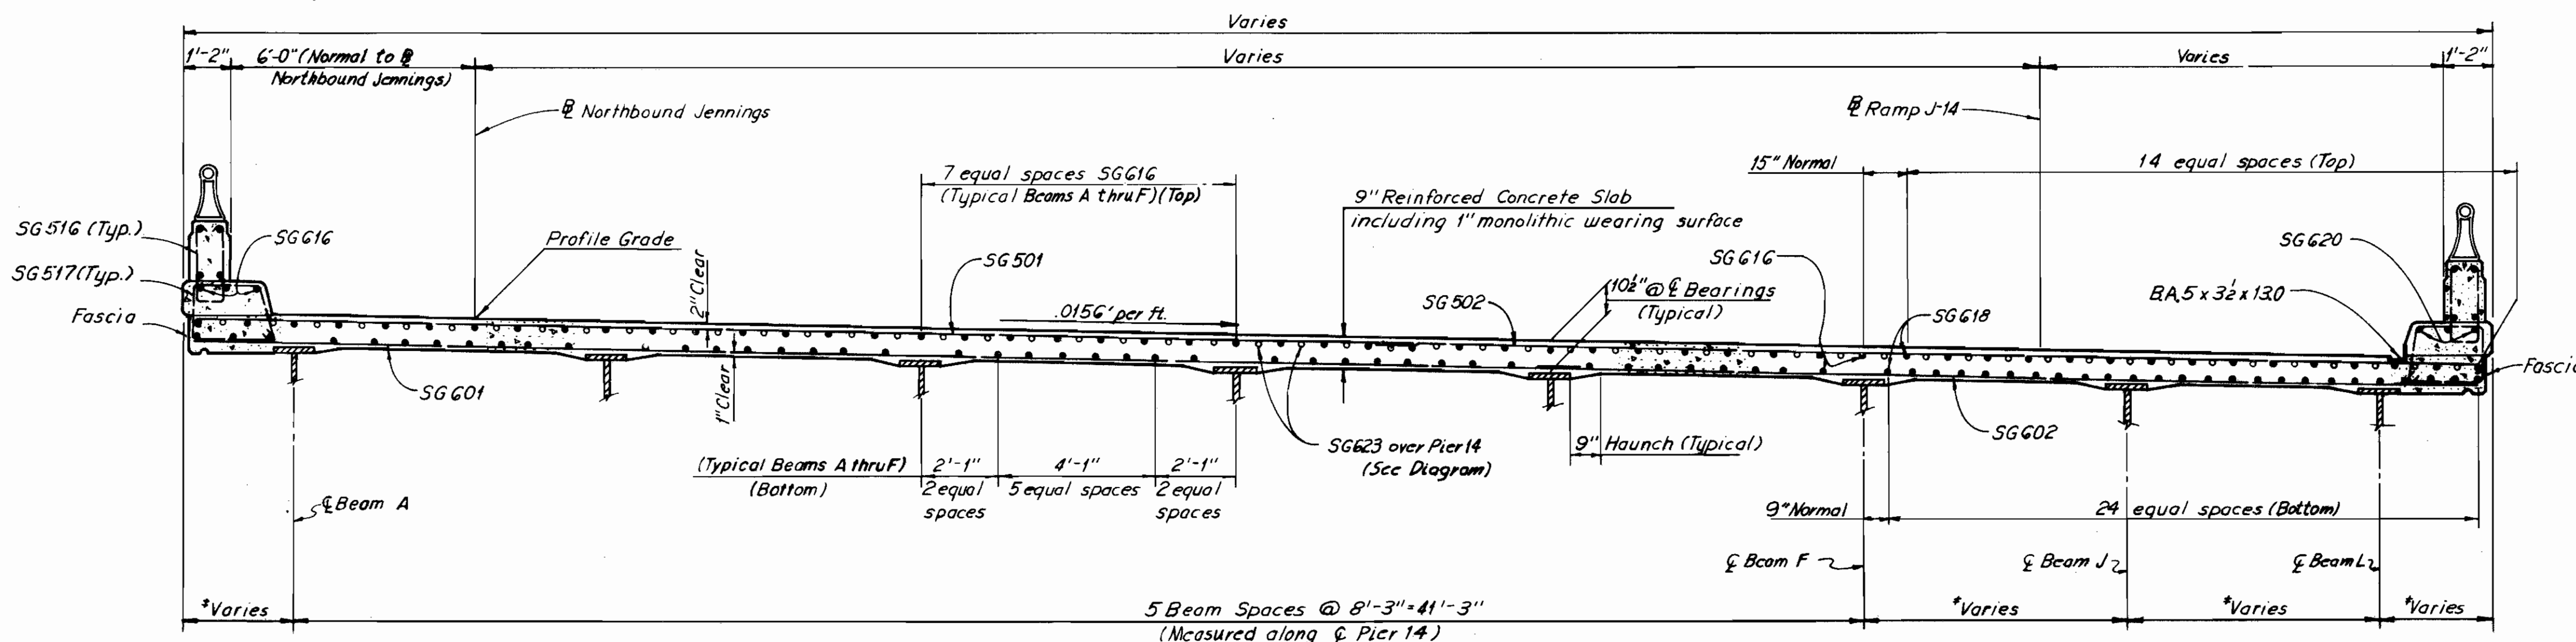 Varies
1'-2"
6'-0" (Normal to ⅊
Northbound Jennings)
Varies
Varies
1'-2"
⅊ Northbound Jennings
⅊ Ramp J-14
7 equal spaces SG616
(Typical Beams A thru F) (Top)
15" Normal
14 equal spaces (Top)
9" Reinforced Concrete Slab
including 1" monolithic wearing surface
SG516 (Typ.)
SG616
Profile Grade
SG517 (Typ.)
2" Clear
SG501
SG616
SG620
10½" @ ℄ Bearings
(Typical)
SG502
B.A. 5 x 3½ x 13.0
Fascia
.0156' per ft.
SG618
SG601
1" Clear
Fascia
SG602
SG623 over Pier 14
(See Diagram)
9" Haunch (Typical)
(Typical Beams A thru F)
(Bottom)
2'-1"
4'-1"
2'-1"
2 equal
spaces
5 equal spaces
2 equal
spaces
℄ Beam A
9" Normal
24 equal spaces (Bottom)
℄ Beam F
℄ Beam J
℄ Beam L
*Varies
5 Beam Spaces @ 8'-3" = 41'-3"
(Measured along ℄ Pier 14)
*Varies
*Varies
*Varies